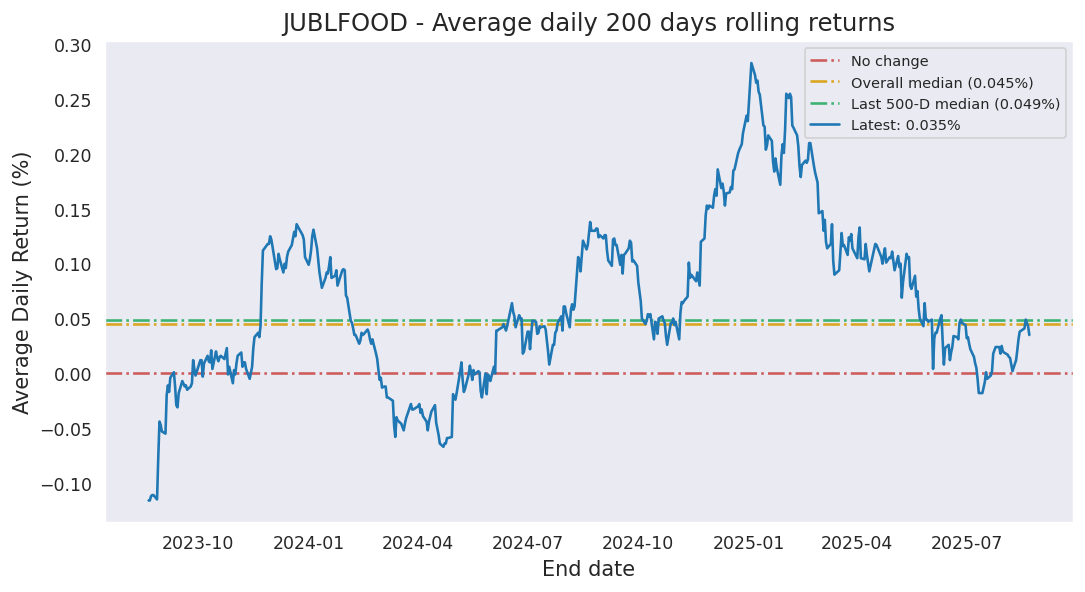 JUBLFOOD - Average daily 200 days rolling returns
Average Daily Return (%)
0.30
0.25
0.20
0.15
0.10
0.05
0.00
−0.05
−0.10
No change
Overall median (0.045%)
Last 500-D median (0.049%)
Latest: 0.035%
2023-10 2024-01 2024-04 2024-07 2024-10 2025-01 2025-04 2025-07
End date